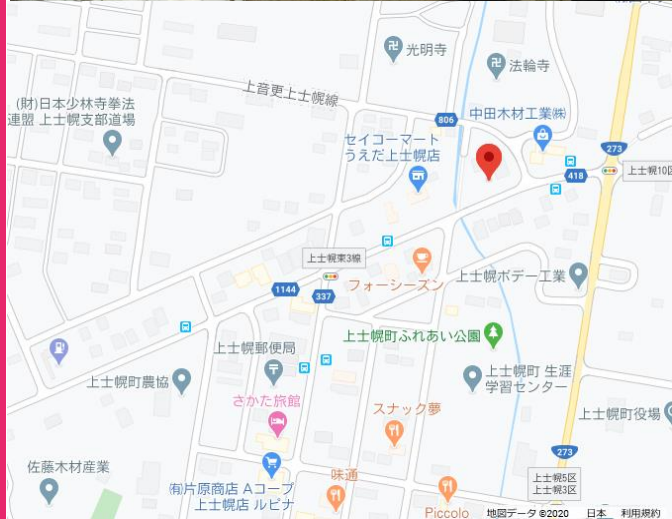 光明寺
法輪寺
上音更上士幌線
(財)日本少林寺拳法
連盟 上士幌支部道場
806
中田木材工業㈱
セイコーマート
うえだ上士幌店
273
418
上士幌10区
上士幌東3線
1144
337
フォーシーズン
上士幌ボデー工業
上士幌町ふれあい公園
上士幌郵便局
上士幌町農協
上士幌町 生涯
学習センター
さかた旅館
スナック夢
上士幌町役場
273
佐藤木材産業
㈲片原商店 Aコープ
上士幌店 ルピナ
味通
上士幌5区
上士幌3区
Piccolo
地図データ ©2020 日本 利用規約